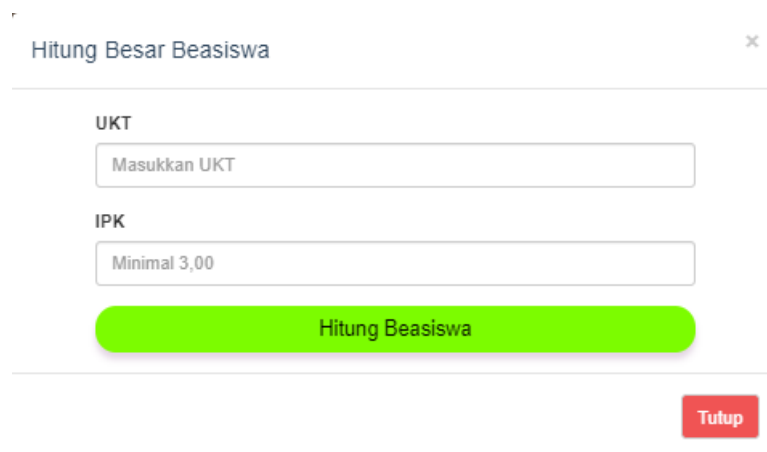 Hitung Besar Beasiswa ×
UKT
Masukkan UKT
IPK
Minimal 3,00
Hitung Beasiswa
Tutup